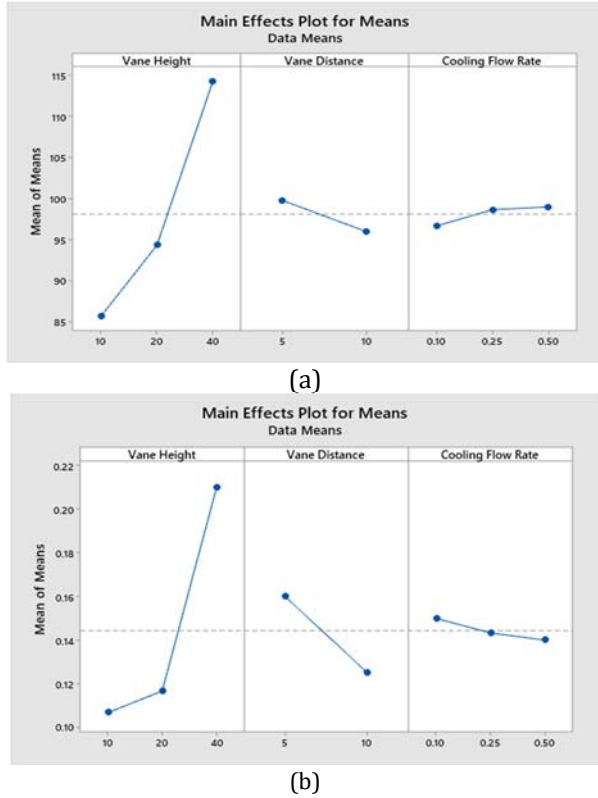 Main Effects Plot for Means
Data Means
Vane Height Vane Distance Cooling Flow Rate
Mean of Means
115
110
105
100
95
90
85
10 20 40 5 10 0.10 0.25 0.50
(a)
Main Effects Plot for Means
Data Means
Vane Height Vane Distance Cooling Flow Rate
Mean of Means
0.22
0.20
0.18
0.16
0.14
0.12
0.10
10 20 40 5 10 0.10 0.25 0.50
(b)